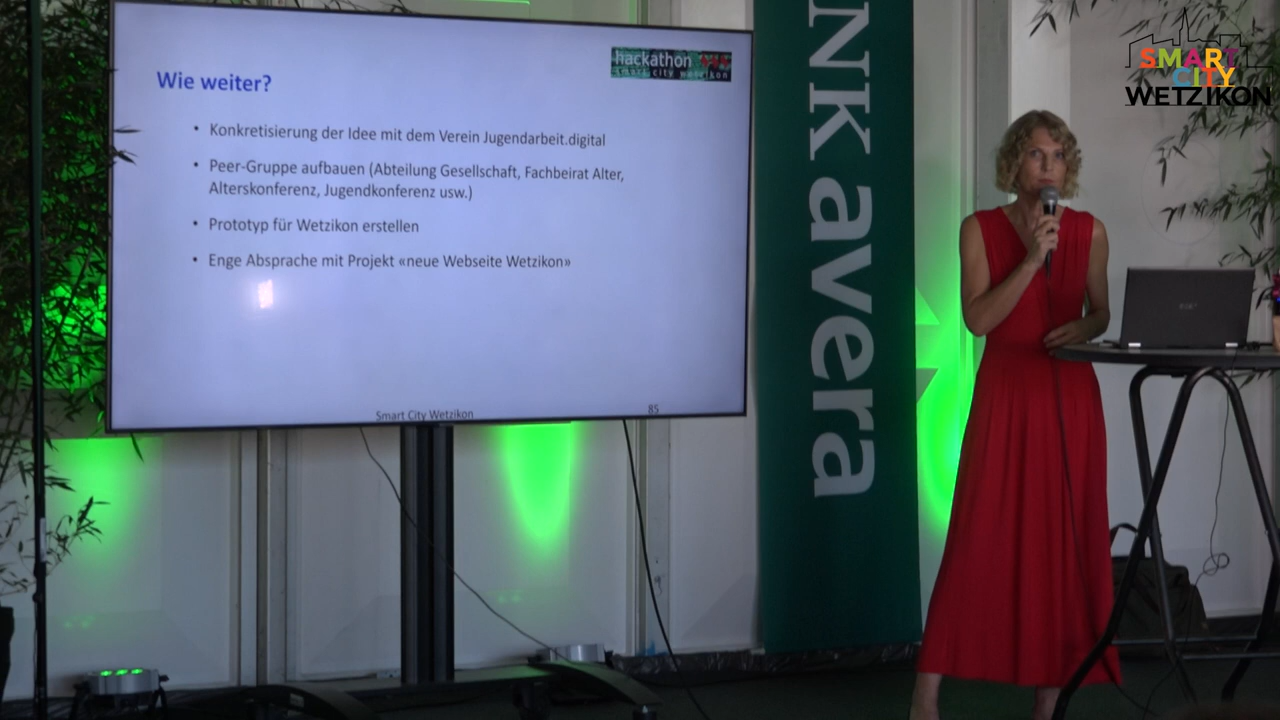 hackathon
smart city wetzikon
Wie weiter?
• Konkretisierung der Idee mit dem Verein Jugendarbeit.digital
• Peer-Gruppe aufbauen (Abteilung Gesellschaft, Fachbeirat Alter,
Alterskonferenz, Jugendkonferenz usw.)
• Prototyp für Wetzikon erstellen
• Enge Absprache mit Projekt «neue Webseite Wetzikon»
Smart City Wetzikon
85
NK avera
SMART
CITY
WETZIKON
acer